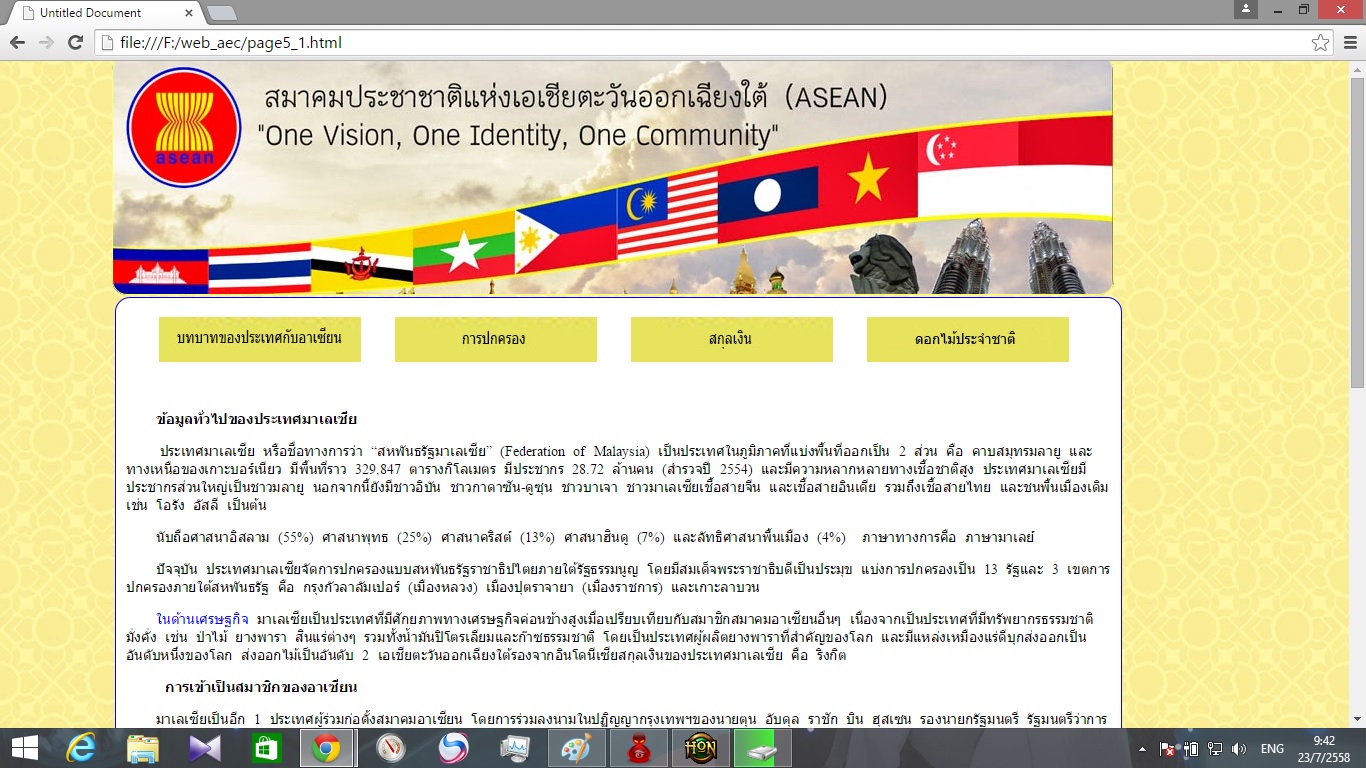 Untitled Document
file:///F:/web_aec/page5_1.html
สมาคมประชาชาติแห่งเอเชียตะวันออกเฉียงใต้ (ASEAN)
"One Vision, One Identity, One Community"
asean
บทบาทของประเทศกับอาเซียน
การปกครอง
สกุลเงิน
ดอกไม้ประจำชาติ
ข้อมูลทั่วไปของประเทศมาเลเซีย
ประเทศมาเลเซีย หรือชื่อทางการว่า “สหพันธรัฐมาเลเซีย” (Federation of Malaysia) เป็นประเทศในภูมิภาคที่แบ่งพื้นที่ออกเป็น 2 ส่วน คือ คาบสมุทรมลายู และ
ทางเหนือของเกาะบอร์เนียว มีพื้นที่ราว 329,847 ตารางกิโลเมตร มีประชากร 28.72 ล้านคน (สำรวจปี 2554) และมีความหลากหลายทางเชื้อชาติสูง ประเทศมาเลเซียมี
ประชากรส่วนใหญ่เป็นชาวมลายู นอกจากนี้ยังมีชาวอิบัน ชาวกาดาซัน-ดูซุน ชาวบาเจา ชาวมาเลเซียเชื้อสายจีน และเชื้อสายอินเดีย รวมถึงเชื้อสายไทย และชนพื้นเมืองเดิม
เช่น โอรัง อัสลี เป็นต้น
นับถือศาสนาอิสลาม (55%) ศาสนาพุทธ (25%) ศาสนาคริสต์ (13%) ศาสนาฮินดู (7%) และลัทธิศาสนาพื้นเมือง (4%) ภาษาทางการคือ ภาษามาเลย์
ปัจจุบัน ประเทศมาเลเซียจัดการปกครองแบบสหพันธรัฐราชาธิปไตยภายใต้รัฐธรรมนูญ โดยมีสมเด็จพระราชาธิบดีเป็นประมุข แบ่งการปกครองเป็น 13 รัฐและ 3 เขตการ
ปกครองภายใต้สหพันธรัฐ คือ กรุงกัวลาลัมเปอร์ (เมืองหลวง) เมืองปุตราจายา (เมืองราชการ) และเกาะลาบวน
ในด้านเศรษฐกิจ มาเลเซียเป็นประเทศที่มีศักยภาพทางเศรษฐกิจค่อนข้างสูงเมื่อเปรียบเทียบกับสมาชิกสมาคมอาเซียนอื่นๆ เนื่องจากเป็นประเทศที่มีทรัพยากรธรรมชาติ
มั่งคั่ง เช่น ป่าไม้ ยางพารา สินแร่ต่างๆ รวมทั้งน้ำมันปิโตรเลียมและก๊าซธรรมชาติ โดยเป็นประเทศผู้ผลิตยางพาราที่สำคัญของโลก และมีแหล่งเหมืองแร่ดีบุกส่งออกเป็น
อันดับหนึ่งของโลก ส่งออกไม้เป็นอันดับ 2 เอเชียตะวันออกเฉียงใต้รองจากอินโดนีเซียสกุลเงินของประเทศมาเลเซีย คือ ริงกิต
การเข้าเป็นสมาชิกของอาเซียน
มาเลเซียเป็นอีก 1 ประเทศผู้ร่วมก่อตั้งสมาคมอาเซียน โดยการร่วมลงนามในปฏิญญากรุงเทพฯของนายตุน อับดุล ราซัก บิน ฮุสเซน รองนายกรัฐมนตรี รัฐมนตรีว่าการ
HON
ENG
9:42
23/7/2558